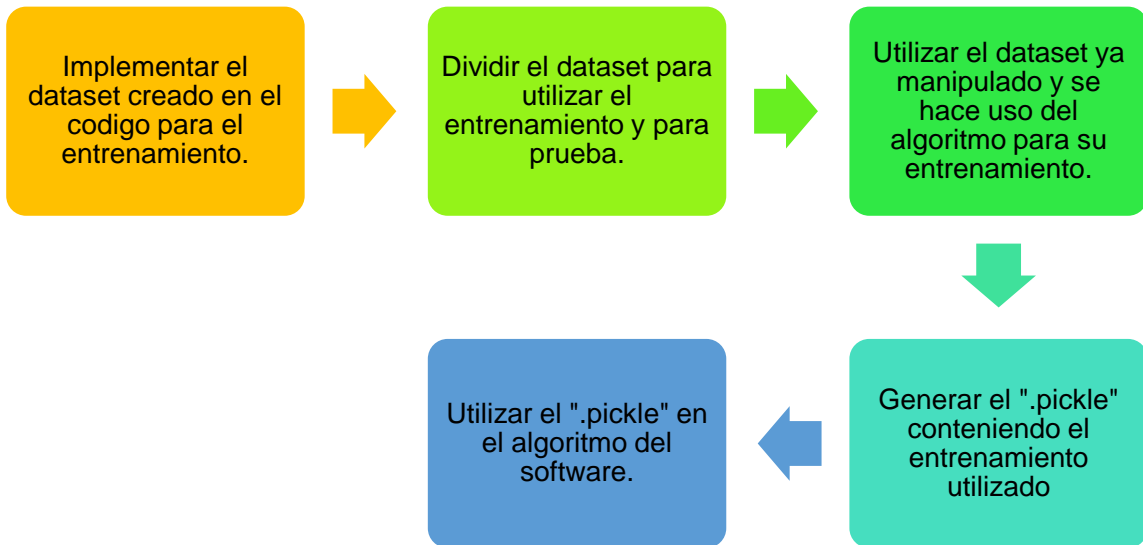 Implementar el
dataset creado en el
codigo para el
entrenamiento.
Dividir el dataset para
utilizar el
entrenamiento y para
prueba.
Utilizar el dataset ya
manipulado y se
hace uso del
algoritmo para su
entrenamiento.
Generar el ".pickle"
conteniendo el
entrenamiento
utilizado
Utilizar el ".pickle" en
el algoritmo del
software.